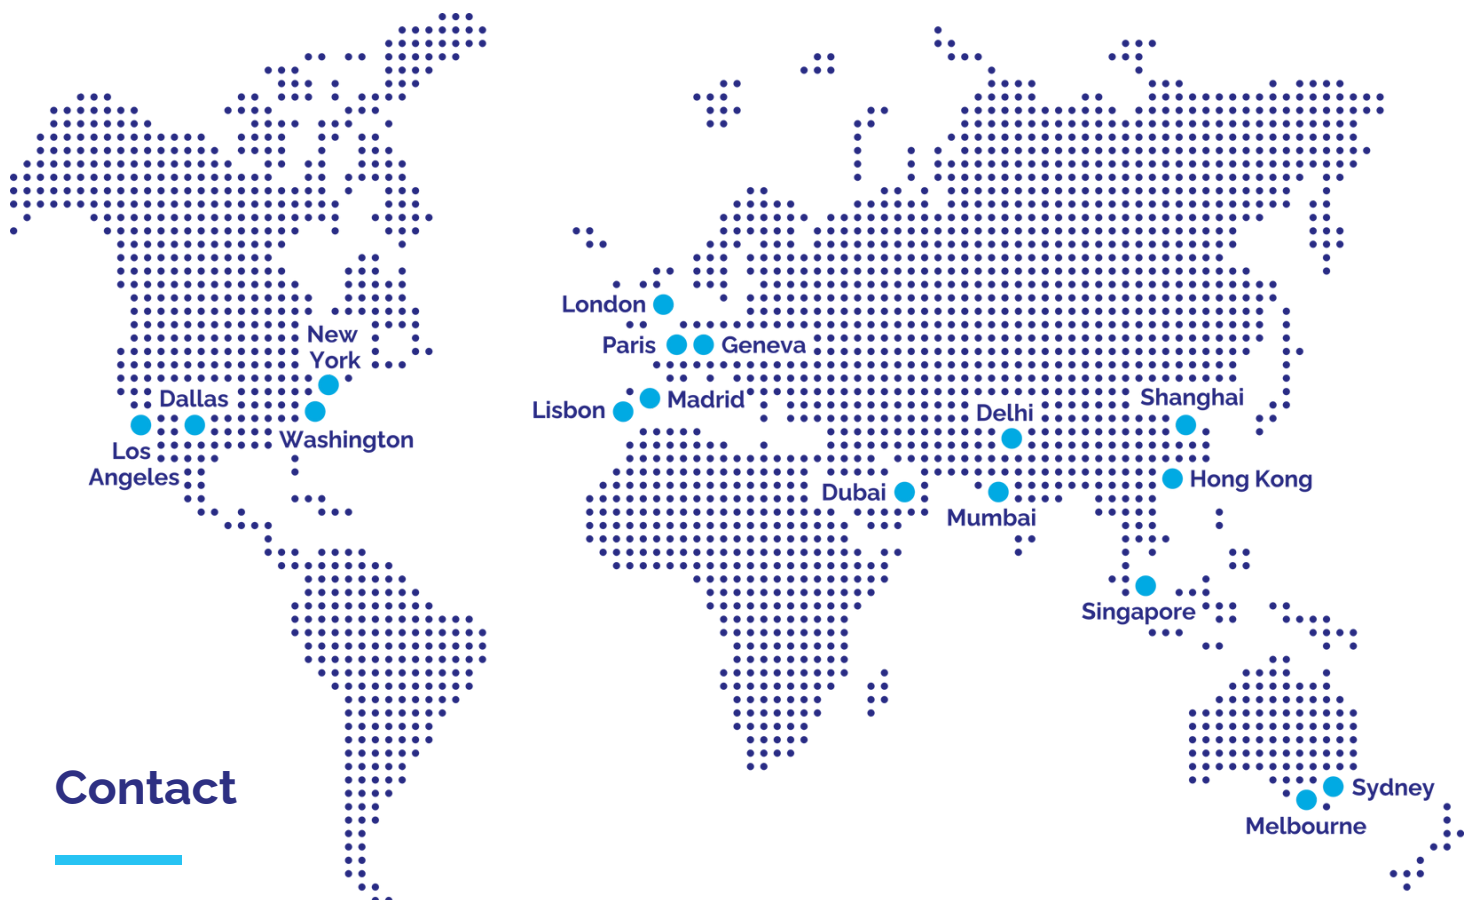 London
New
York
Paris
Geneva
Dallas
Madrid
Shanghai
Lisbon
Delhi
Washington
Los
Angeles
Hong Kong
Dubai
Mumbai
Singapore
Contact
Sydney
Melbourne